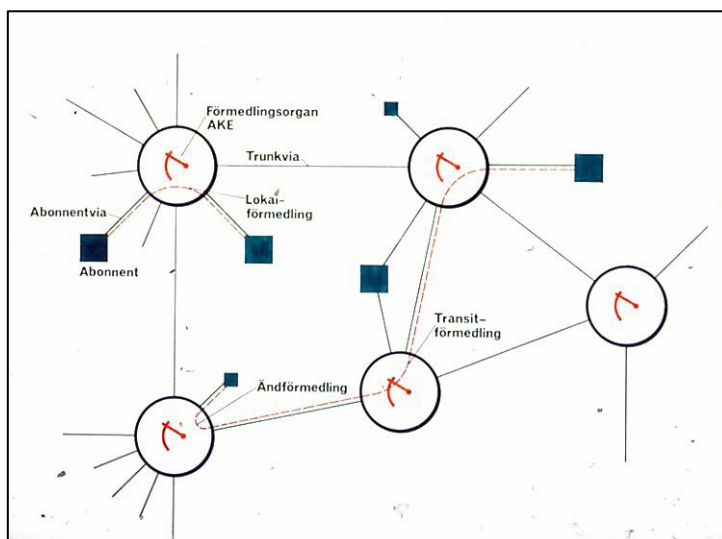 Förmedlingsorgan
AKE
Trunkvia
Lokal-
förmedling
Abonnentvia
Abonnent
Transit-
förmedling
Ändförmedling